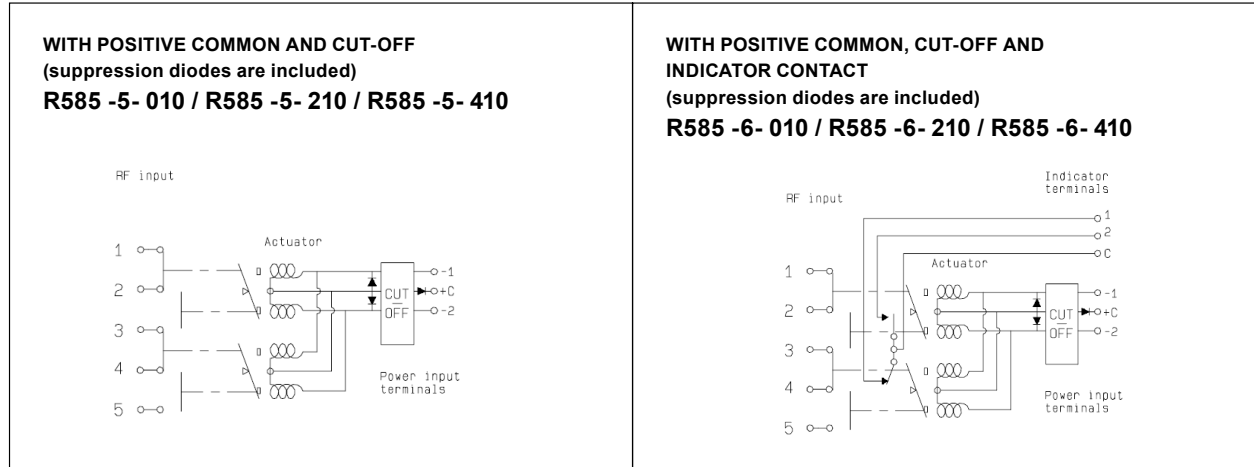 WITH POSITIVE COMMON AND CUT-OFF
(suppression diodes are included)
R585 -5- 010 / R585 -5- 210 / R585 -5- 410
RF input
Actuator
1
2
3
4
5
CUT
OFF
-1
+C
-2
Power input
terminals
WITH POSITIVE COMMON, CUT-OFF AND
INDICATOR CONTACT
(suppression diodes are included)
R585 -6- 010 / R585 -6- 210 / R585 -6- 410
Indicator
terminals
RF input
1
2
C
Actuator
1
2
3
4
5
CUT
OFF
-1
+C
-2
Power input
terminals